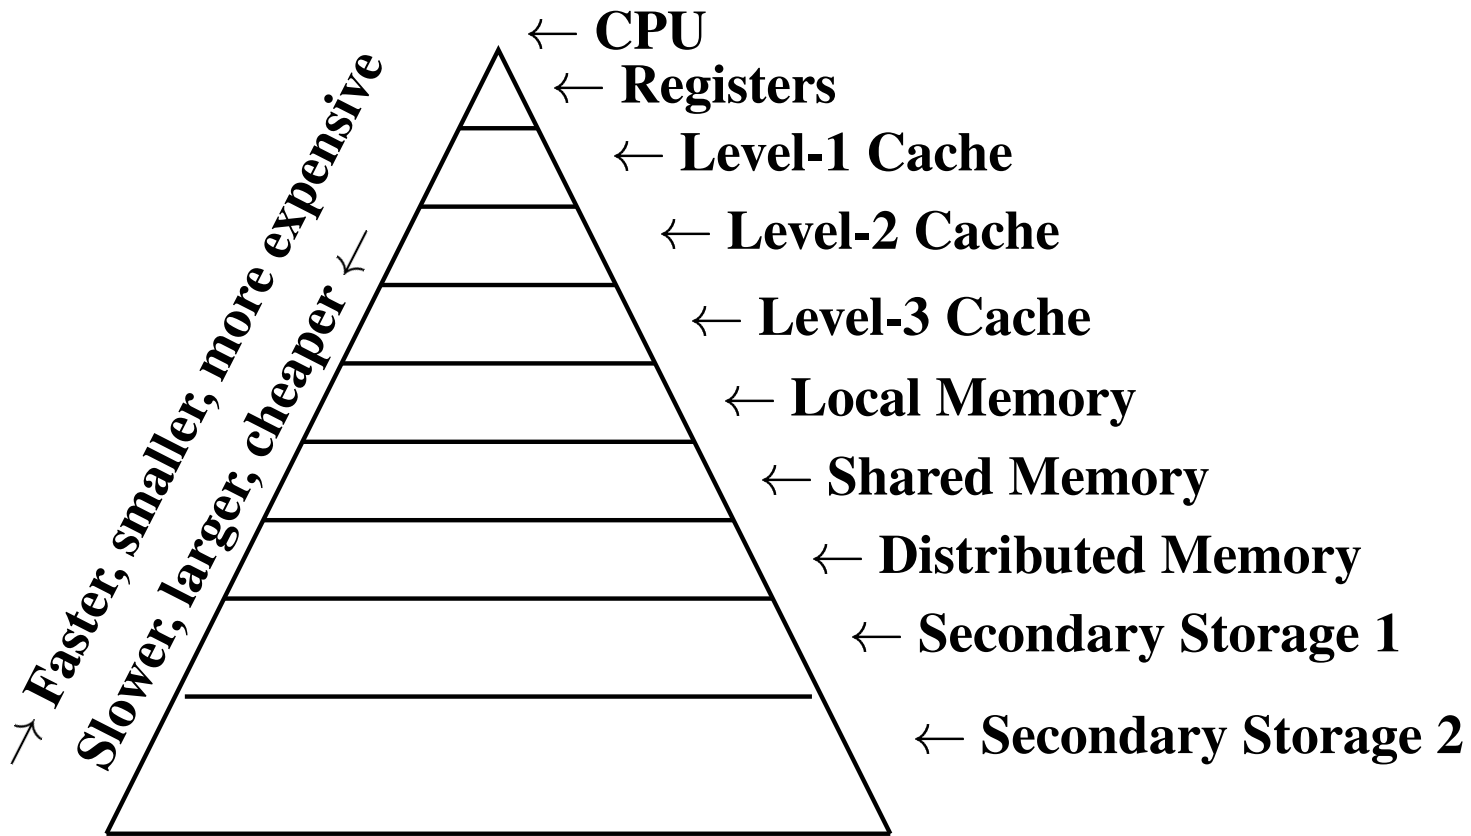 ← CPU
← Registers
← Level-1 Cache
← Level-2 Cache
← Level-3 Cache
← Local Memory
← Shared Memory
← Distributed Memory
← Secondary Storage 1
← Secondary Storage 2
→ Faster, smaller, more expensive
Slower, larger, cheaper ←